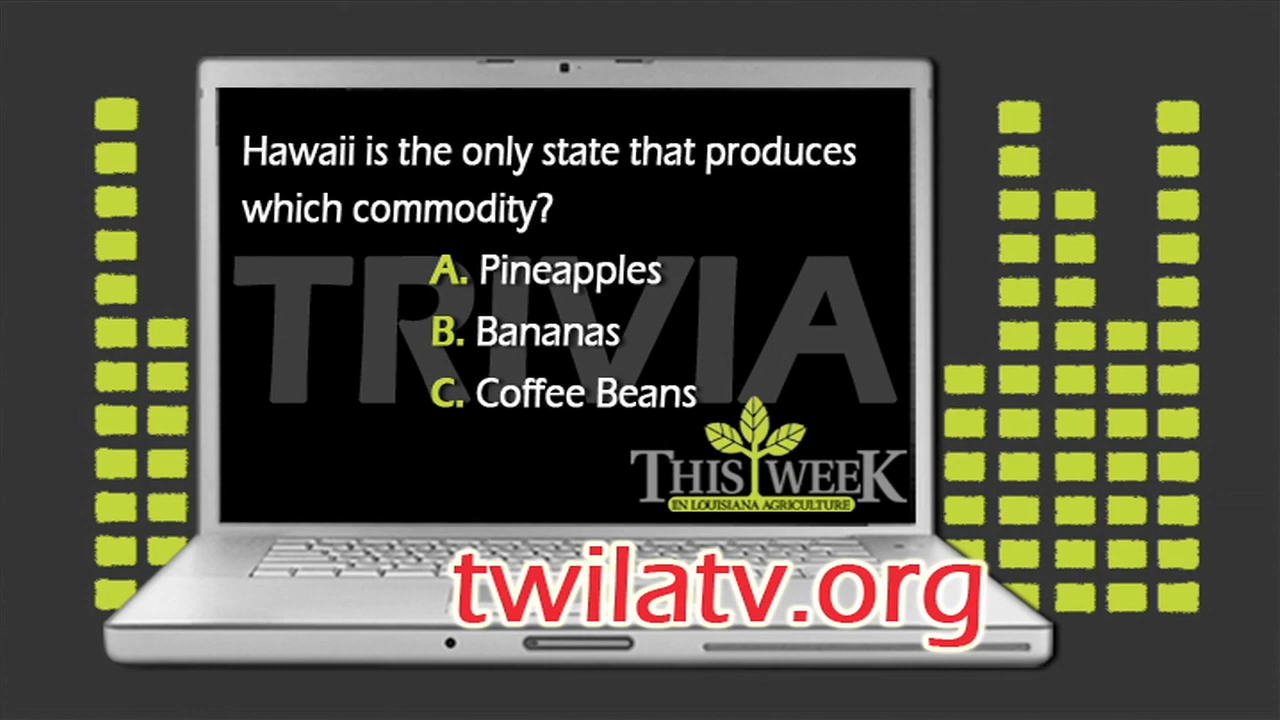 Hawaii is the only state that produces
which commodity?
TRIVIA
A. Pineapples
B. Bananas
C. Coffee Beans
THIS WEEK
IN LOUISIANA AGRICULTURE
twilatv.org